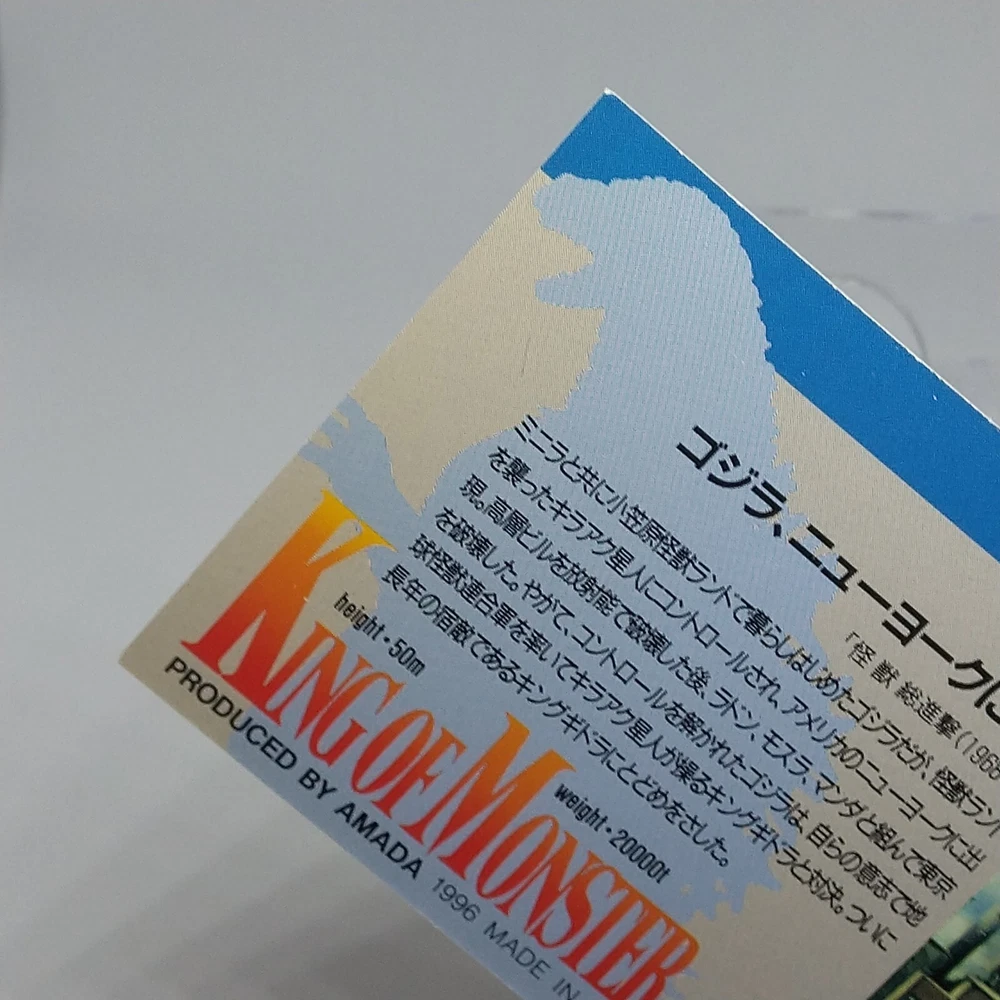 ゴジラ、ニューヨークに
「怪獣総進撃(196
ミニラと共に小笠原怪獣ランドで暮らしはじめたゴジラだが、怪獣ラン
を襲ったキラアク星人にコントロールされ、アメリカのニューヨークに出
現。高層ビルを放射能で破壊した後、ラドン、モスラ、マンダと組んで東京
を破壊した。やがて、コントロールを解かれたゴジラは、自らの意志で地
球怪獣連合軍を率いてキラアク星人が操るキングギドラと対決。ついに
長年の宿敵であるキングギドラにとどめをさした。
height・50m
weight・20000t
KING OF MONSTER
PRODUCED BY AMADA 1996 MADE IN